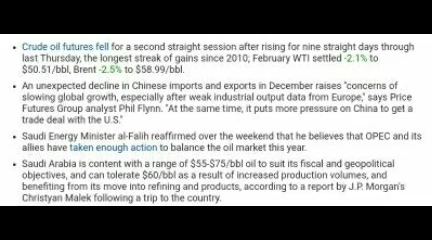 • Crude oil futures fell for a second straight session after rising for nine straight days through
last Thursday, the longest streak of gains since 2010; February WTI settled -2.1% to
$50.51/bbl, Brent -2.5% to $58.99/bbl.
• An unexpected decline in Chinese imports and exports in December raises "concerns of
slowing global growth, especially after weak industrial output data from Europe," says Price
Futures Group analyst Phil Flynn. "At the same time, it puts more pressure on China to get a
trade deal with the U.S."
• Saudi Energy Minister al-Falih reaffirmed over the weekend that he believes that OPEC and its
allies have taken enough action to balance the oil market this year.
• Saudi Arabia is content with a range of $55-$75/bbl oil to suit its fiscal and geopolitical
objectives, and can tolerate $60/bbl as a result of increased production volumes, and
benefiting from its move into refining and products, according to a report by J.P. Morgan's
Christyan Malek following a trip to the country.